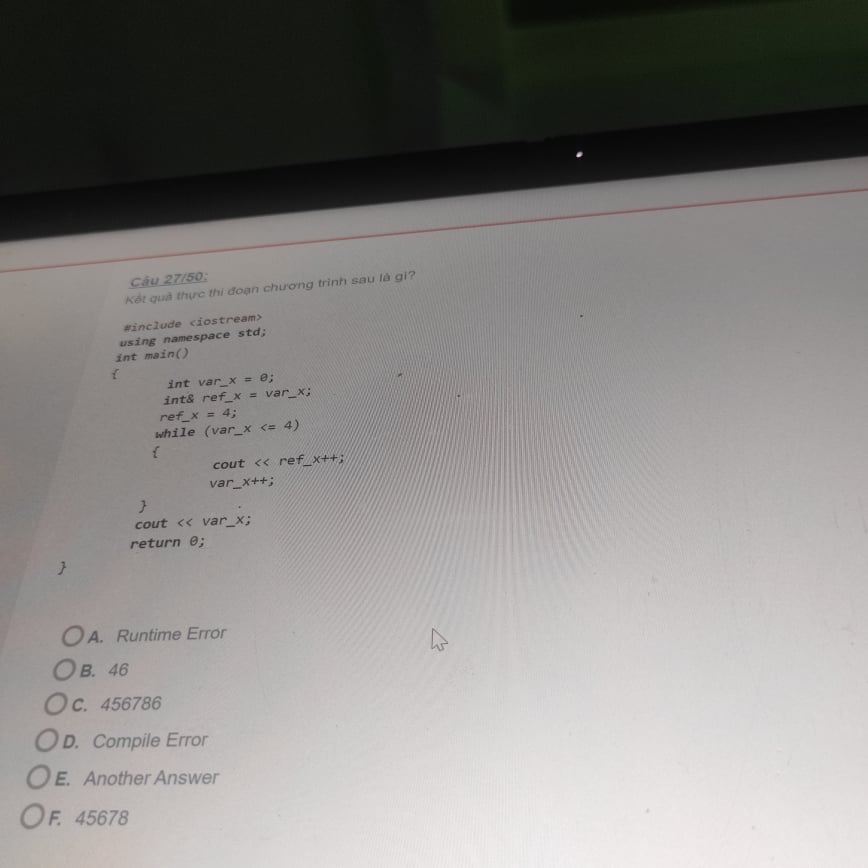 Câu 27/50:
Kết quả thực thi đoạn chương trình sau là gì?
#include <iostream>
using namespace std;
int main()
{
int var_x = 0;
int& ref_x = var_x;
ref_x = 4;
while (var_x <= 4)
{
cout << ref_x++;
var_x++;
}
cout << var_x;
return 0;
}
A. Runtime Error
B. 46
C. 456786
D. Compile Error
E. Another Answer
F. 45678